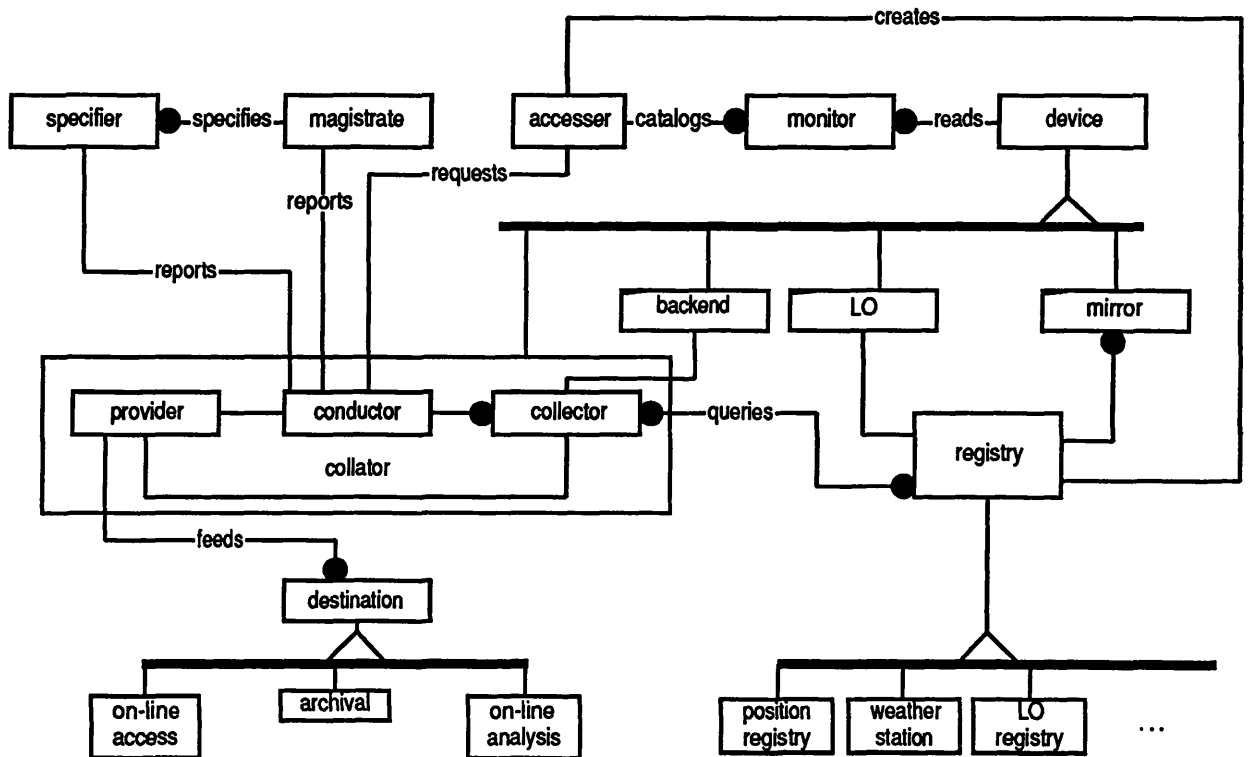 creates
specifier
specifies
magistrate
accesser
catalogs
monitor
reads
device
requests
reports
reports
backend
LO
mirror
provider
conductor
collector
queries
registry
collator
feeds
destination
on-line
access
archival
on-line
analysis
position
registry
weather
station
LO
registry
...